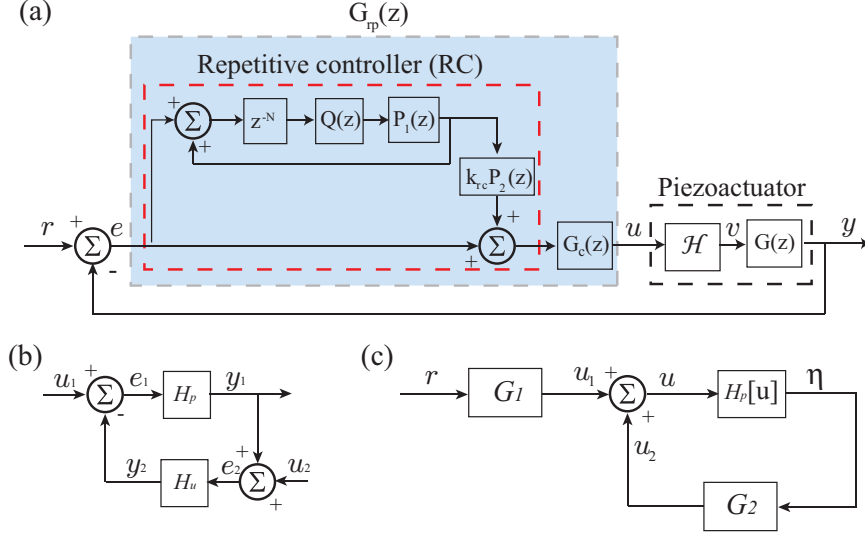 (a)
G_rp(z)
Repetitive controller (RC)
+ Σ + z^-N Q(z) P_1(z)
k_rc P_2(z)
Piezoactuator
r + Σ - e + Σ + G_c(z) u ℋ v G(z) y
(b)
u_1 + Σ - e_1 H_p y_1
y_2 H_u e_2 + Σ + u_2
(c)
r G_1 u_1 + Σ + u H_p[u] η
u_2
G_2